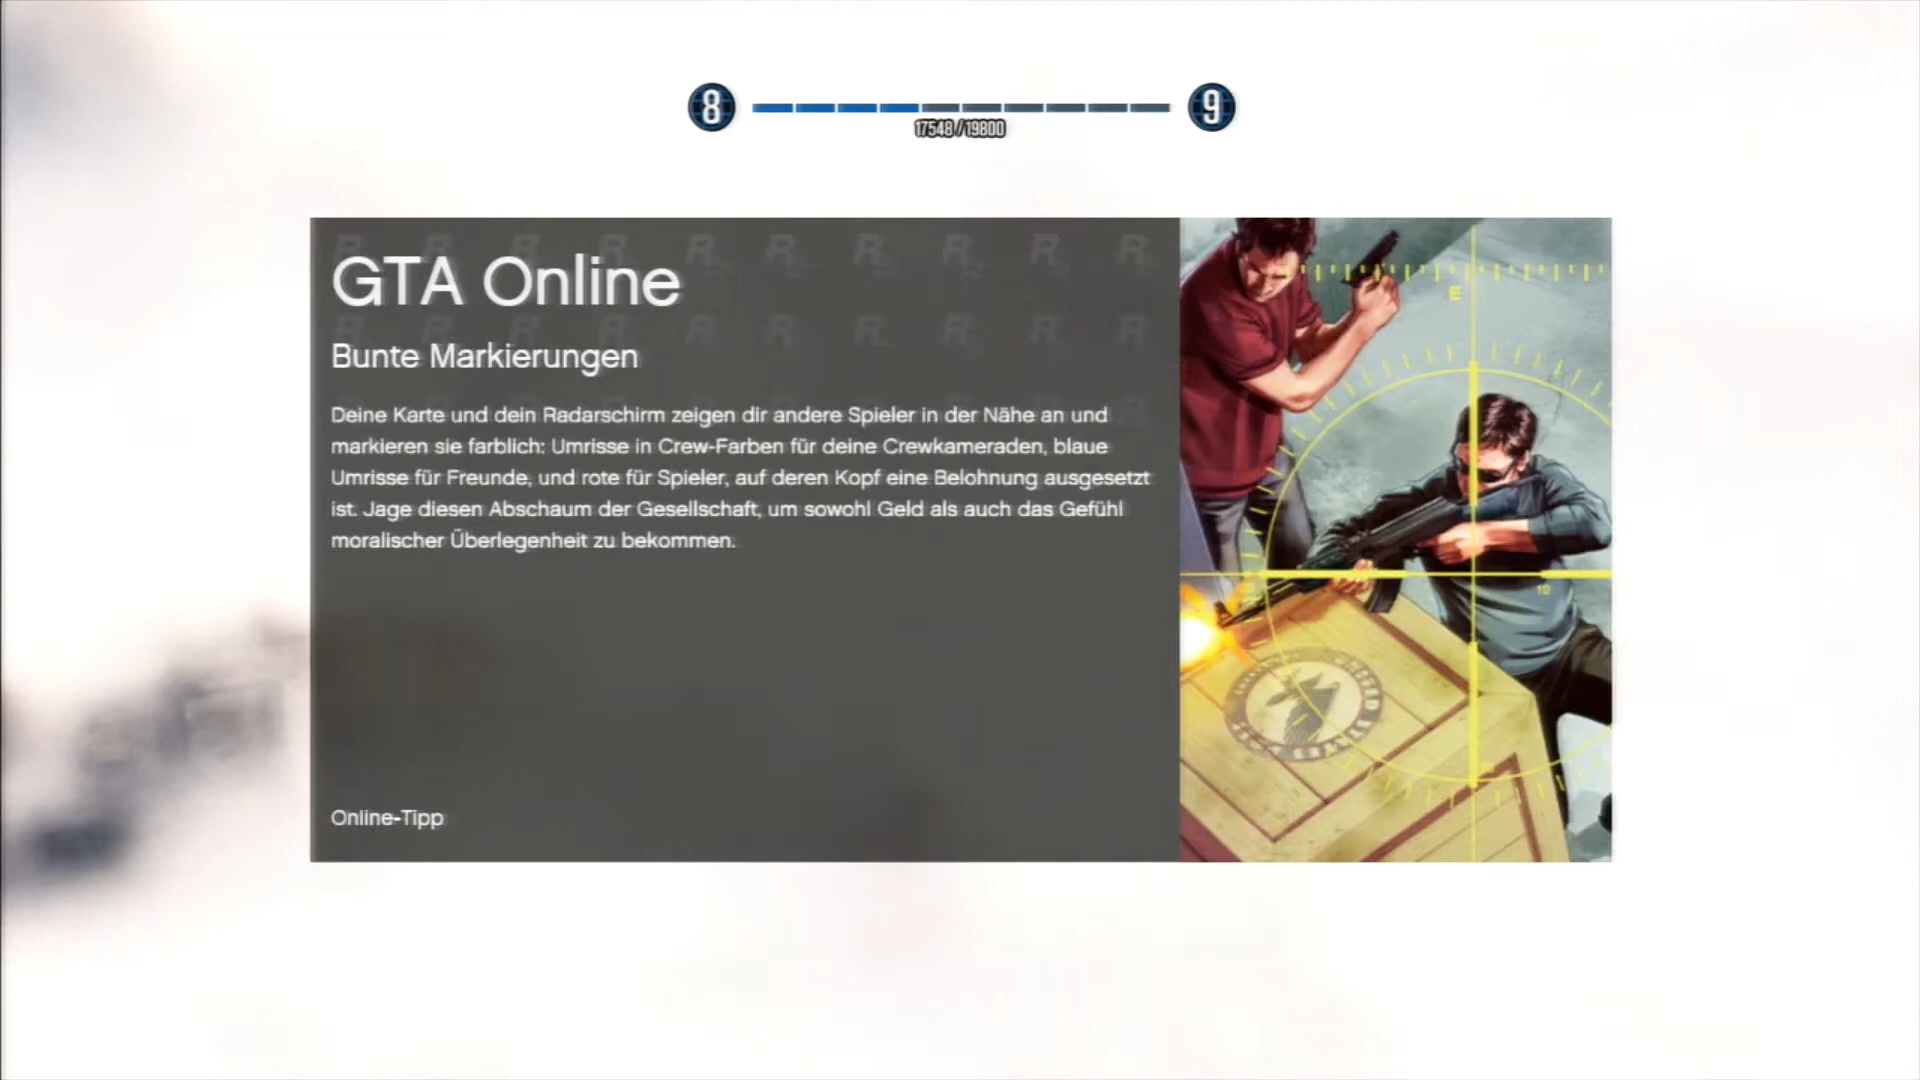 8
9
17548 / 19800
GTA Online
Bunte Markierungen
Deine Karte und dein Radarschirm zeigen dir andere Spieler in der Nähe an und
markieren sie farblich: Umrisse in Crew-Farben für deine Crewkameraden, blaue
Umrisse für Freunde, und rote für Spieler, auf deren Kopf eine Belohnung ausgesetzt
ist. Jage diesen Abschaum der Gesellschaft, um sowohl Geld als auch das Gefühl
moralischer Überlegenheit zu bekommen.
Online-Tipp
E
10